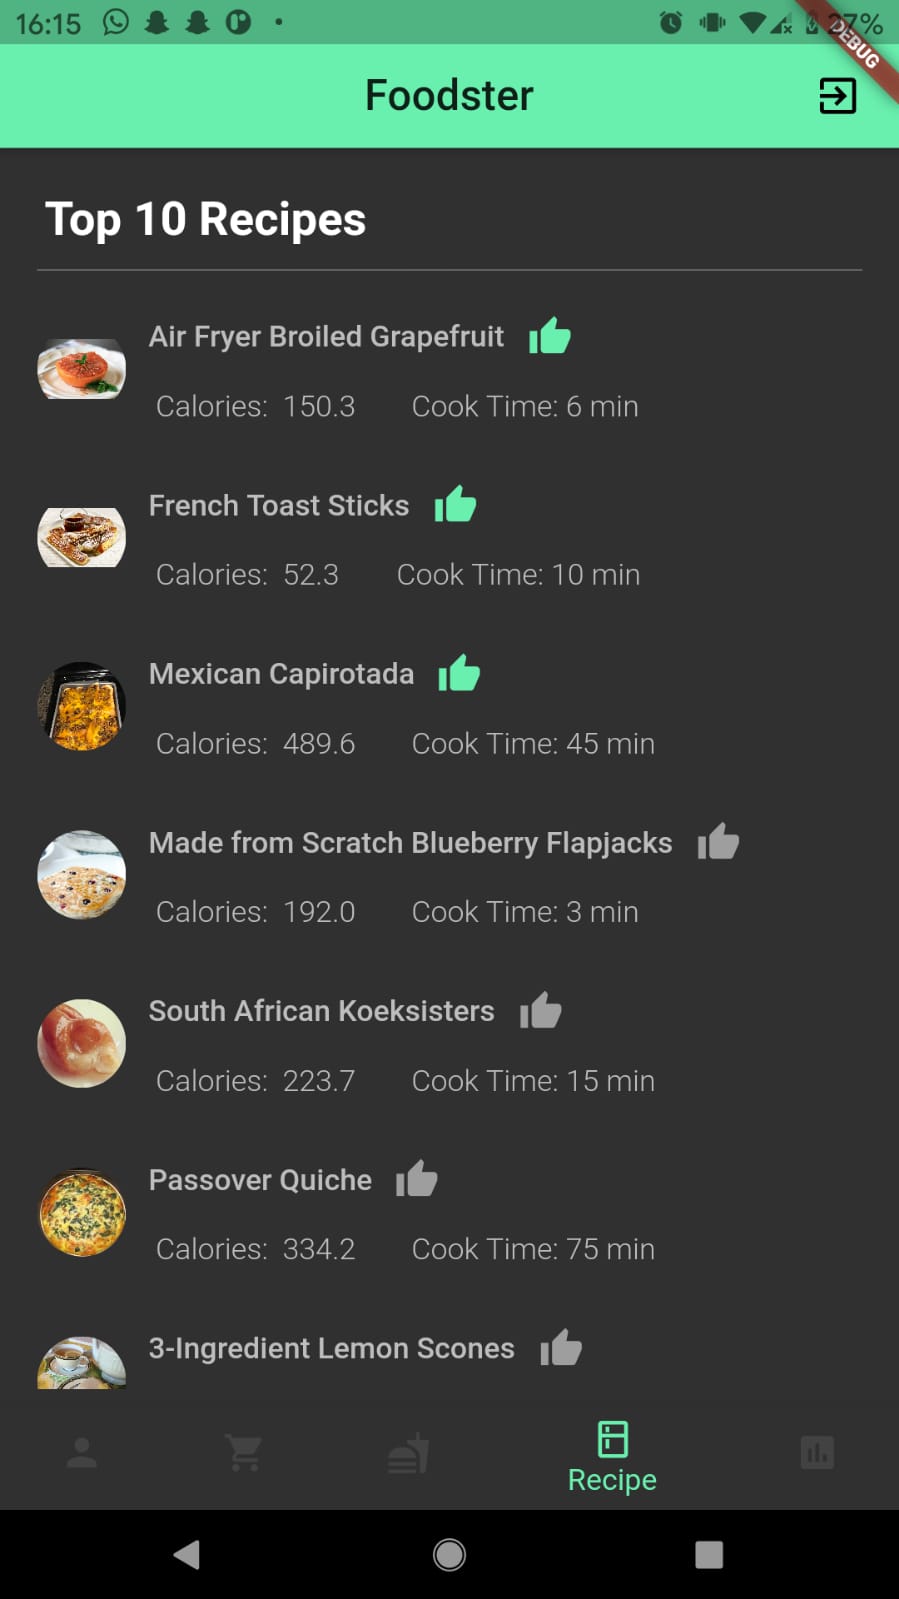 16:15
27%
DEBUG
Foodster
Top 10 Recipes
Air Fryer Broiled Grapefruit
Calories: 150.3 Cook Time: 6 min
French Toast Sticks
Calories: 52.3 Cook Time: 10 min
Mexican Capirotada
Calories: 489.6 Cook Time: 45 min
Made from Scratch Blueberry Flapjacks
Calories: 192.0 Cook Time: 3 min
South African Koeksisters
Calories: 223.7 Cook Time: 15 min
Passover Quiche
Calories: 334.2 Cook Time: 75 min
3-Ingredient Lemon Scones
Recipe